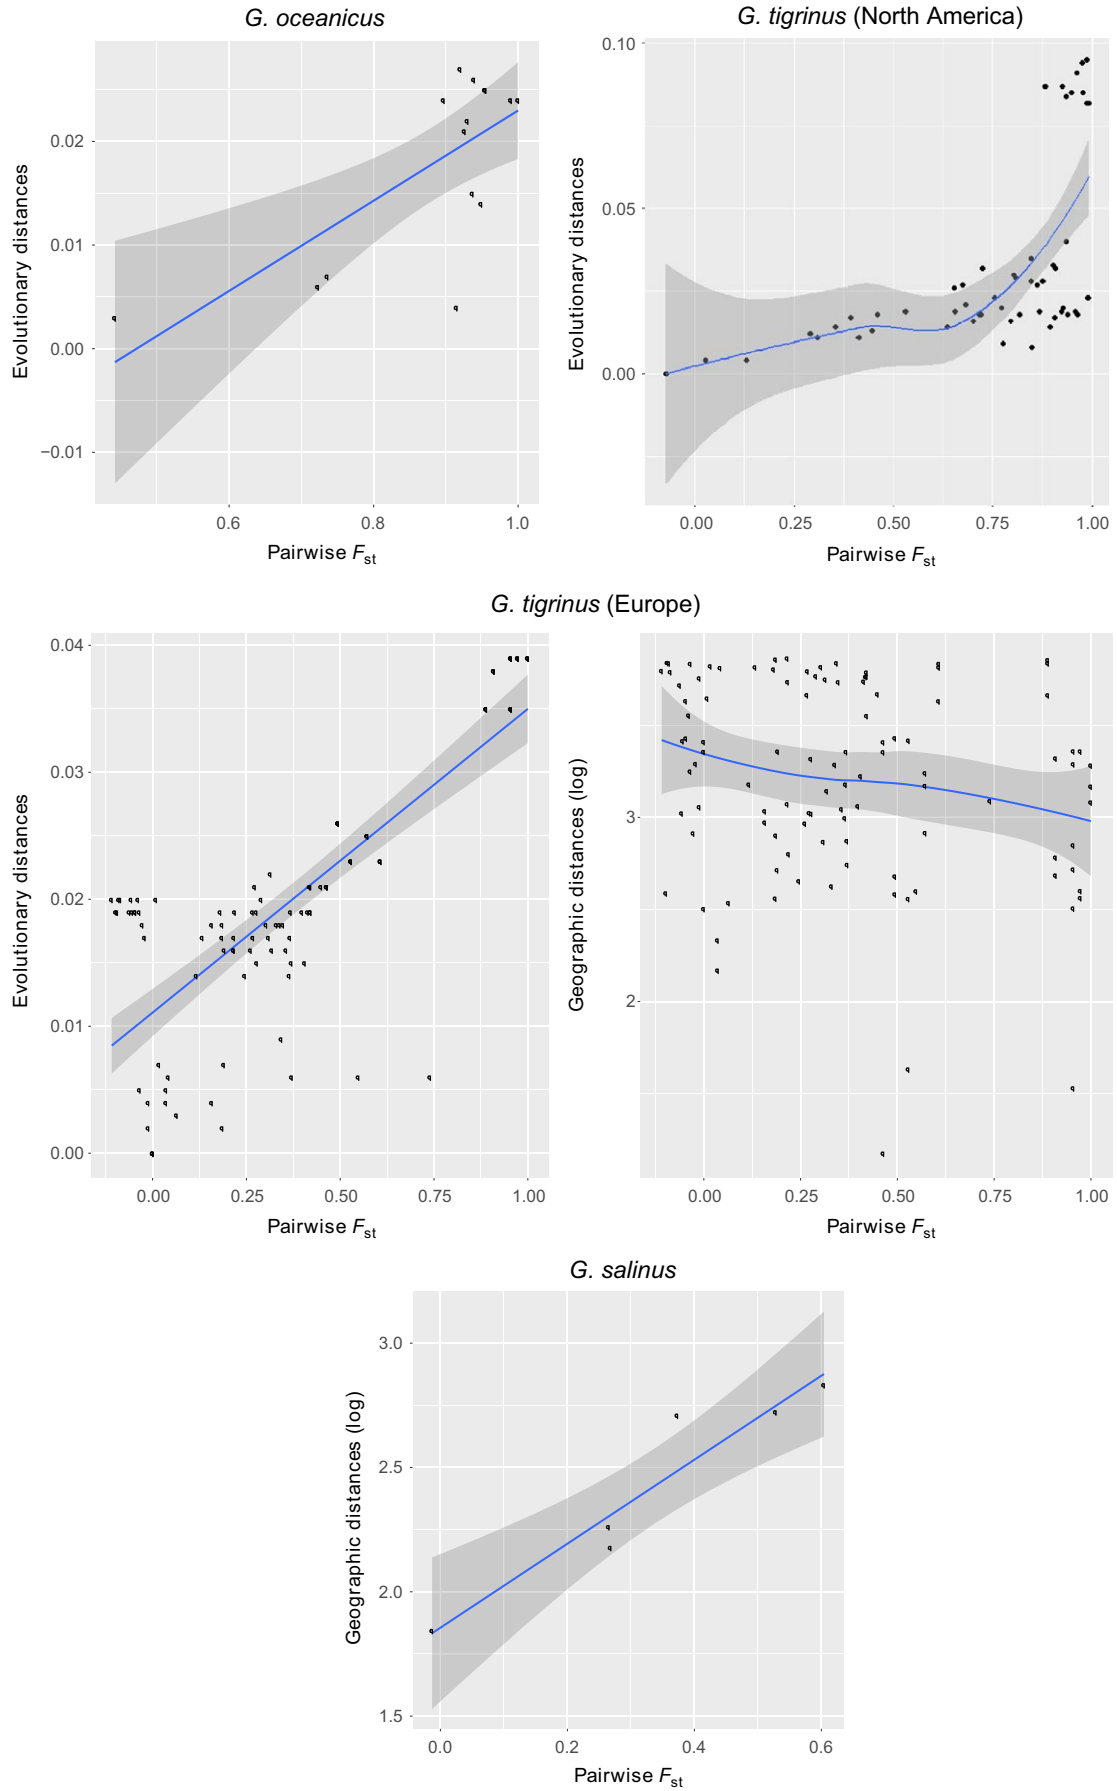 G. oceanicus
G. tigrinus (North America)
Evolutionary distances
0.02
0.01
0.00
−0.01
0.6 0.8 1.0
Pairwise Fst
Evolutionary distances
0.10
0.05
0.00
0.00 0.25 0.50 0.75 1.00
Pairwise Fst
G. tigrinus (Europe)
Evolutionary distances
0.04
0.03
0.02
0.01
0.00
0.00 0.25 0.50 0.75 1.00
Pairwise Fst
Geographic distances (log)
3
2
0.00 0.25 0.50 0.75 1.00
Pairwise Fst
G. salinus
Geographic distances (log)
3.0
2.5
2.0
1.5
0.0 0.2 0.4 0.6
Pairwise Fst